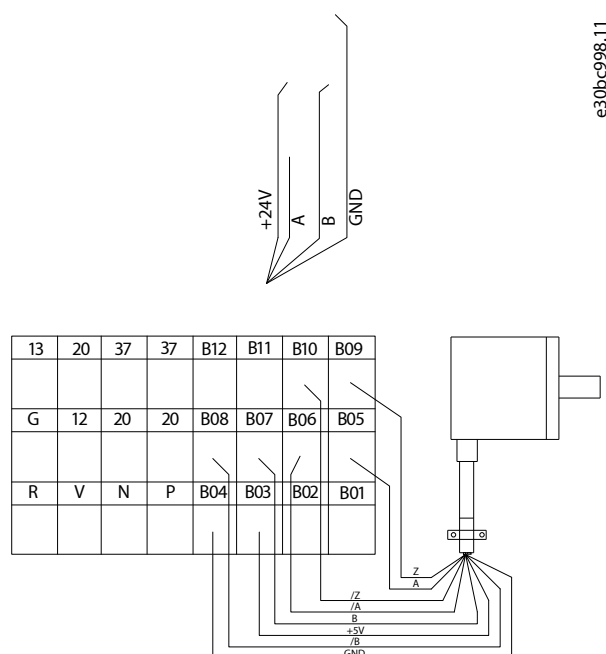 e30bc998.11
+24V
A
B
GND
13 20 37 37 B12 B11 B10 B09
G 12 20 20 B08 B07 B06 B05
R V N P B04 B03 B02 B01
Z
A
/Z
/A
B
+5V
/B
GND